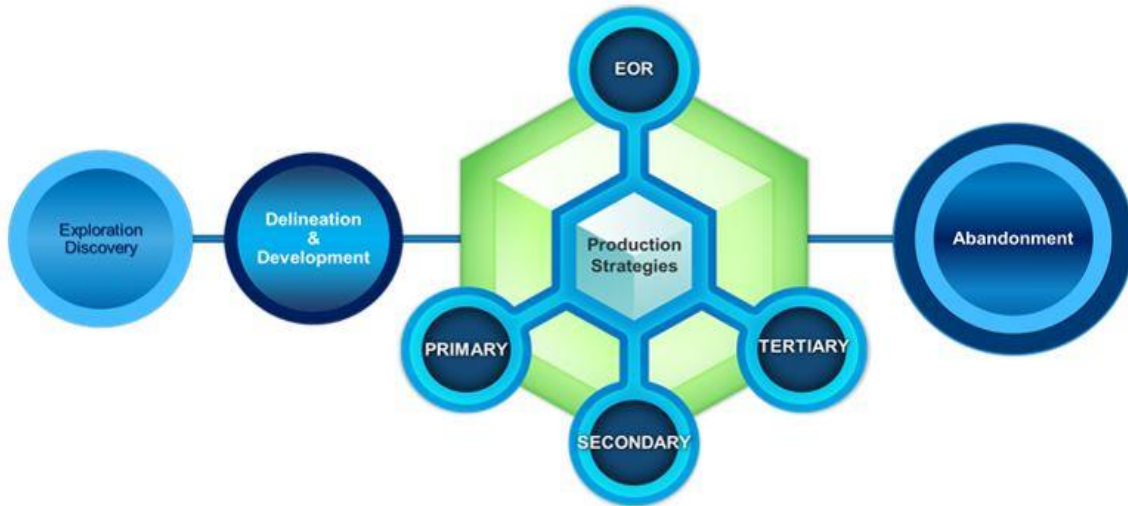 Exploration
Discovery
Delineation
&
Development
EOR
Production
Strategies
PRIMARY
SECONDARY
TERTIARY
Abandonment